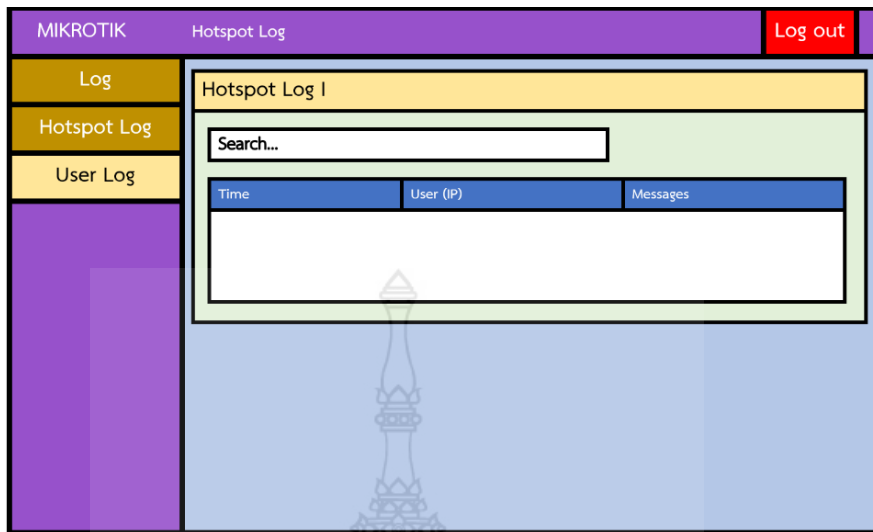 MIKROTIK
Hotspot Log
Log out
Log
Hotspot Log
User Log
Hotspot Log |
Search...
Time
User (IP)
Messages